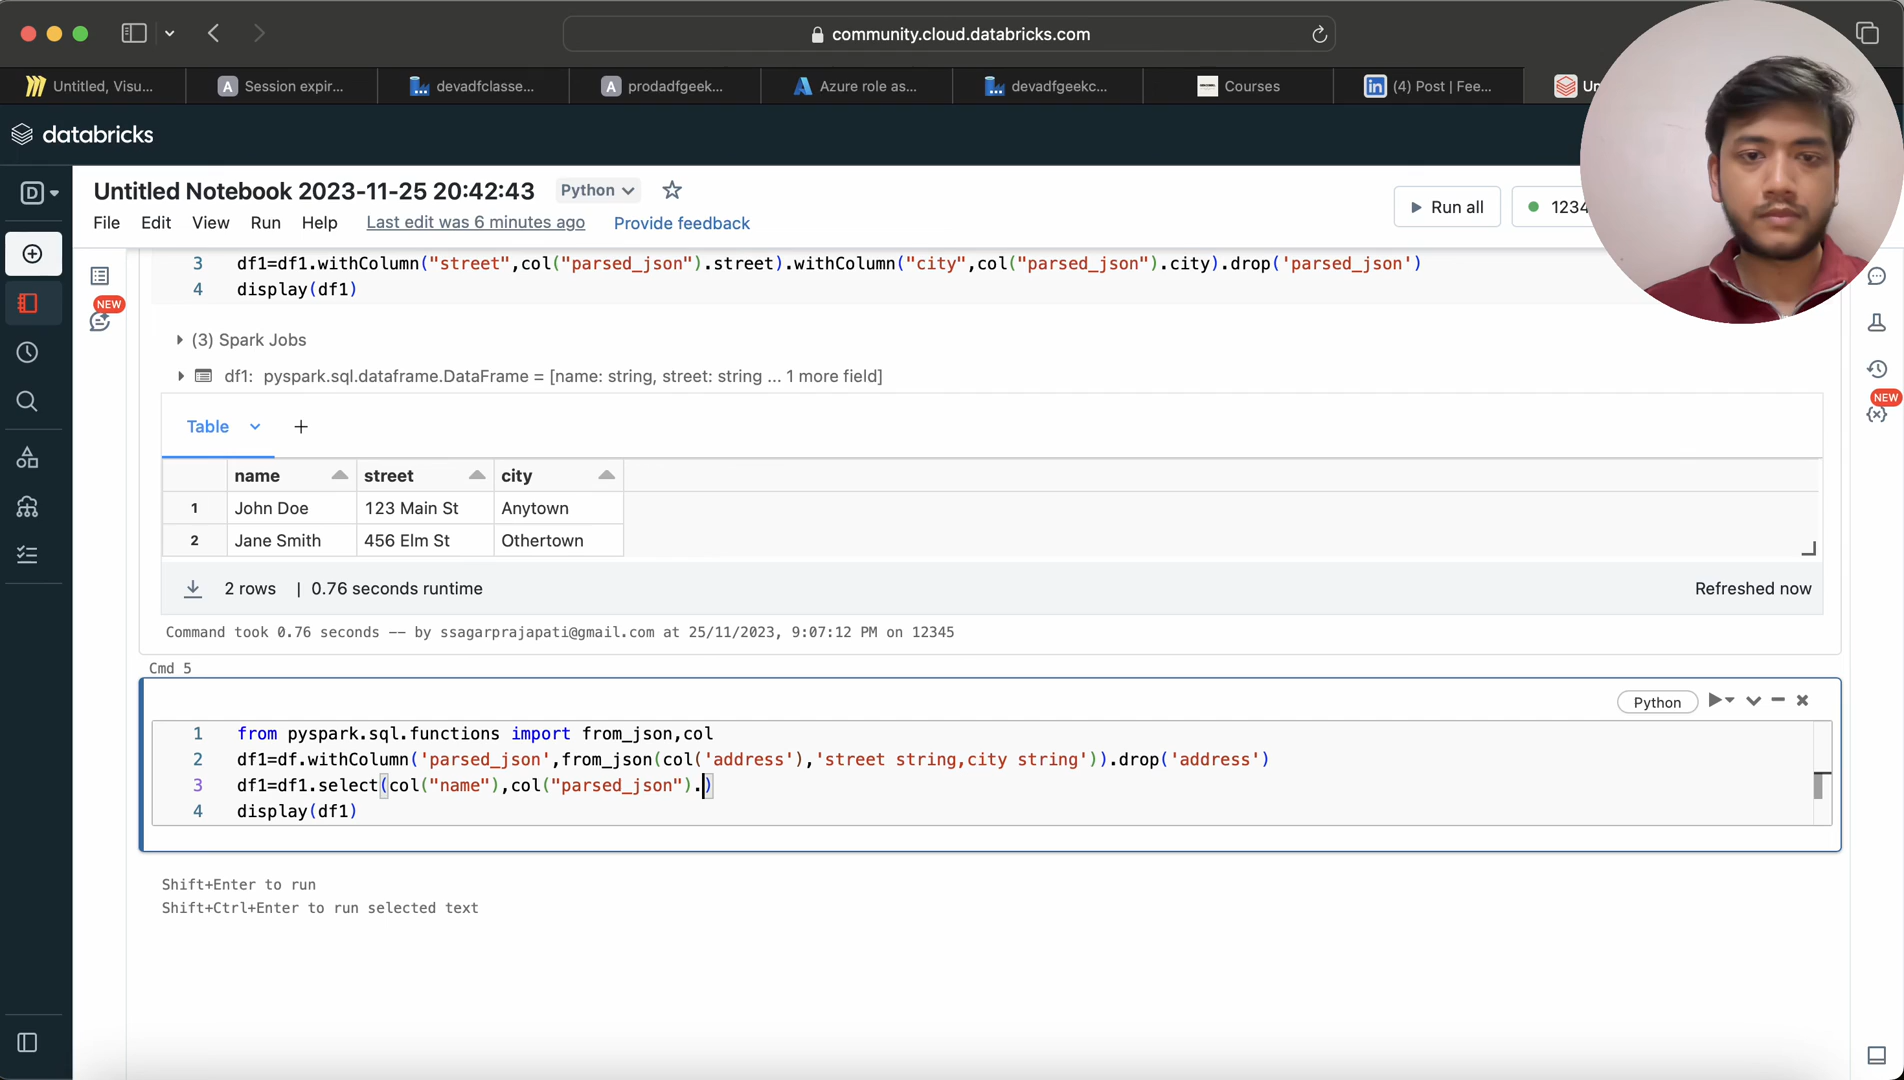 community.cloud.databricks.com
Untitled, Visu...
Session expir...
devadfclasse...
prodadfgeek...
Azure role as...
devadfgeekc...
Courses
(4) Post | Fee...
databricks
Untitled Notebook 2023-11-25 20:42:43 Python
File Edit View Run Help Last edit was 6 minutes ago Provide feedback
Run all
1234
NEW
NEW
3 df1=df1.withColumn("street",col("parsed_json").street).withColumn("city",col("parsed_json").city).drop('parsed_json')
4 display(df1)
(3) Spark Jobs
df1: pyspark.sql.dataframe.DataFrame = [name: string, street: string ... 1 more field]
Table +
name street city
1 John Doe 123 Main St Anytown
2 Jane Smith 456 Elm St Othertown
2 rows | 0.76 seconds runtime Refreshed now
Command took 0.76 seconds -- by ssagarprajapati@gmail.com at 25/11/2023, 9:07:12 PM on 12345
Cmd 5
Python
1 from pyspark.sql.functions import from_json,col
2 df1=df.withColumn('parsed_json',from_json(col('address'),'street string,city string')).drop('address')
3 df1=df1.select(col("name"),col("parsed_json").)
4 display(df1)
Shift+Enter to run
Shift+Ctrl+Enter to run selected text